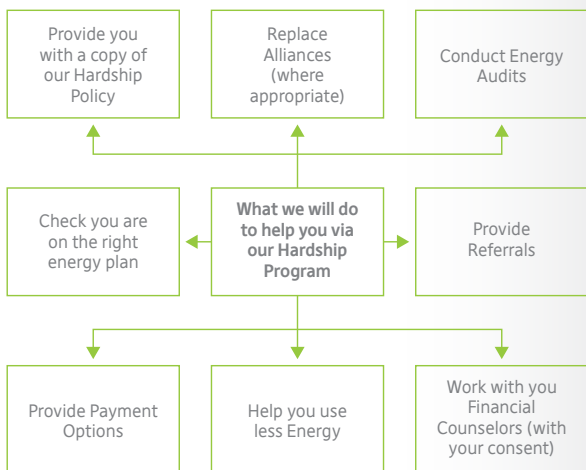 Provide you
with a copy of
our Hardship
Policy
Replace
Alliances
(where
appropriate)
Conduct Energy
Audits
Check you are
on the right
energy plan
What we will do
to help you via
our Hardship
Program
Provide
Referrals
Provide Payment
Options
Help you use
less Energy
Work with you
Financial
Counselors (with
your consent)